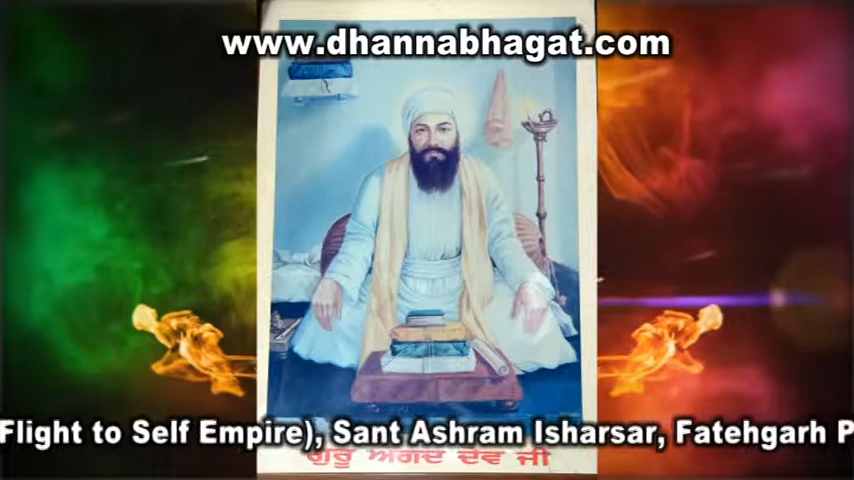 www.dhannabhagat.com
Flight to Self Empire), Sant Ashram Isharsar, Fatehgarh P
ਗੁਰੂ ਅੰਗਦ ਦੇਵ ਜੀ